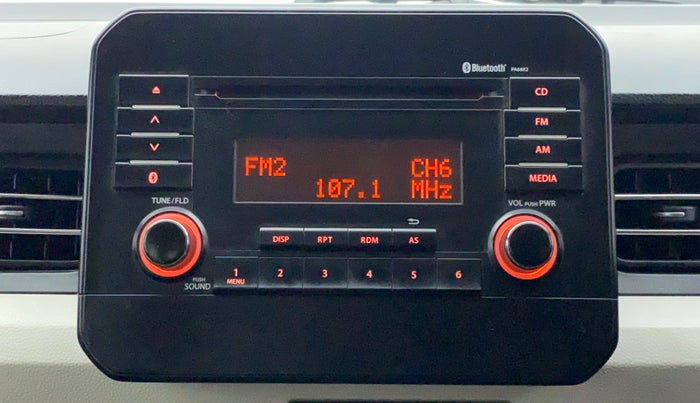 Bluetooth® PA66R2
CD
FM
AM
MEDIA
FM2 CH6
107.1 MHz
TUNE/FLD
VOL PUSH PWR
PUSH
SOUND
DISP RPT RDM AS
1 2 3 4 5 6
MENU